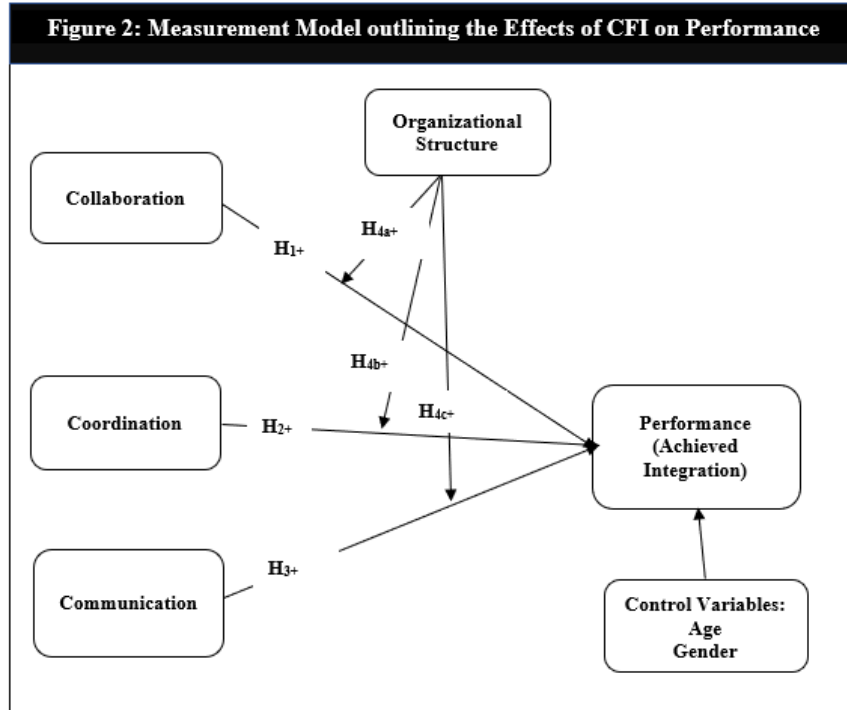 Figure 2: Measurement Model outlining the Effects of CFI on Performance
Organizational
Structure
Collaboration
H4a+
H1+
H4b+
Coordination
H2+
H4c+
Performance
(Achieved
Integration)
H3+
Communication
Control Variables:
Age
Gender